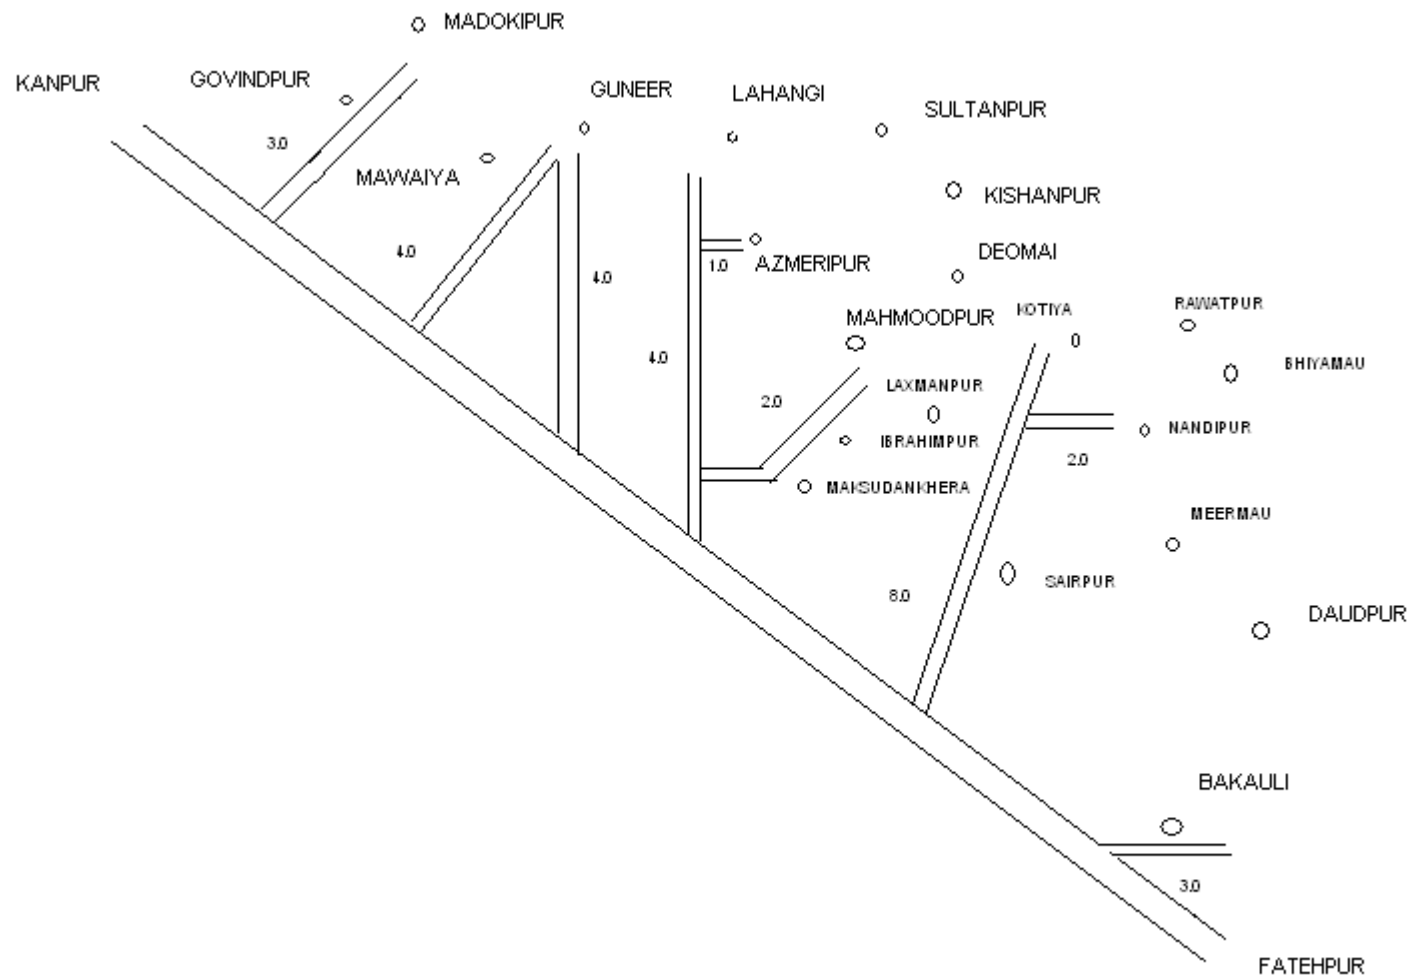 MADOKIPUR
KANPUR
GOVINDPUR
GUNEER
LAHANGI
SULTANPUR
3.0
MAWAIYA
KISHANPUR
4.0
4.0
1.0
AZMERIPUR
DEOMAI
MAHMOODPUR
KOTIYA
RAWATPUR
4.0
BHIYAMAU
2.0
LAXMANPUR
IBRAHIMPUR
NANDIPUR
2.0
MAKSUDANKHERA
MEERMAU
8.0
SAIRPUR
DAUDPUR
BAKAULI
3.0
FATEHPUR